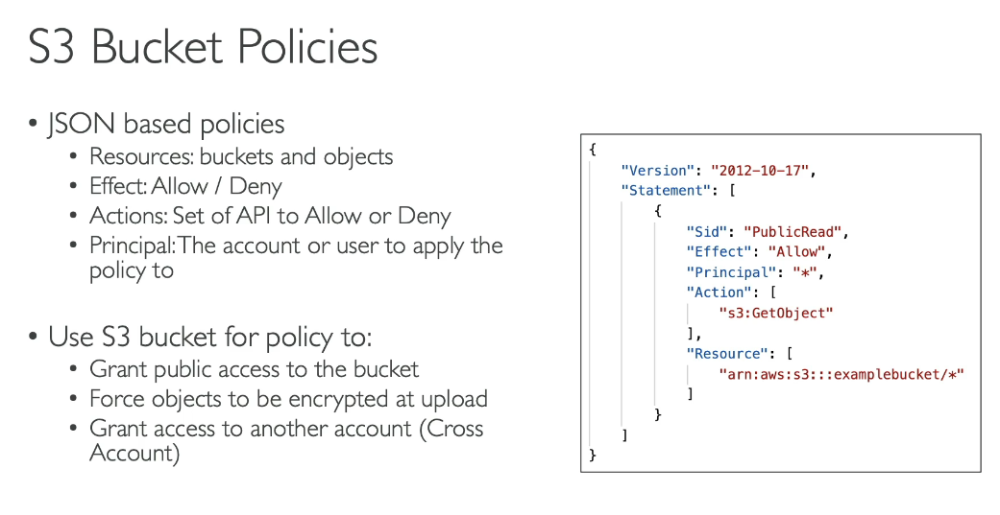 S3 Bucket Policies
• JSON based policies
• Resources: buckets and objects
• Effect: Allow / Deny
• Actions: Set of API to Allow or Deny
• Principal: The account or user to apply the
policy to
• Use S3 bucket for policy to:
• Grant public access to the bucket
• Force objects to be encrypted at upload
• Grant access to another account (Cross
Account)
{
"Version": "2012-10-17",
"Statement": [
{
"Sid": "PublicRead",
"Effect": "Allow",
"Principal": "*",
"Action": [
"s3:GetObject"
],
"Resource": [
"arn:aws:s3:::examplebucket/*"
]
}
]
}